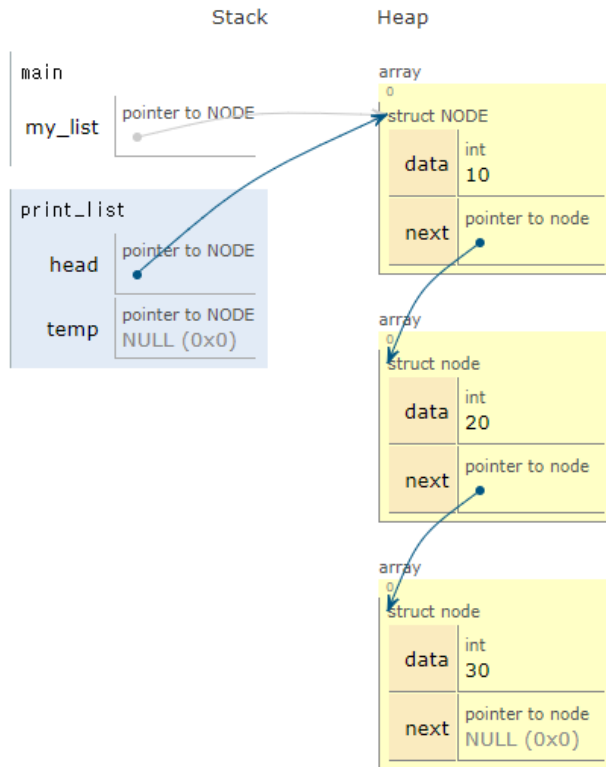 Stack Heap
main
my_list pointer to NODE
print_list
head pointer to NODE
temp pointer to NODE
NULL (0x0)
array
0
struct NODE
data int
10
next pointer to node
array
0
struct node
data int
20
next pointer to node
array
0
struct node
data int
30
next pointer to node
NULL (0x0)